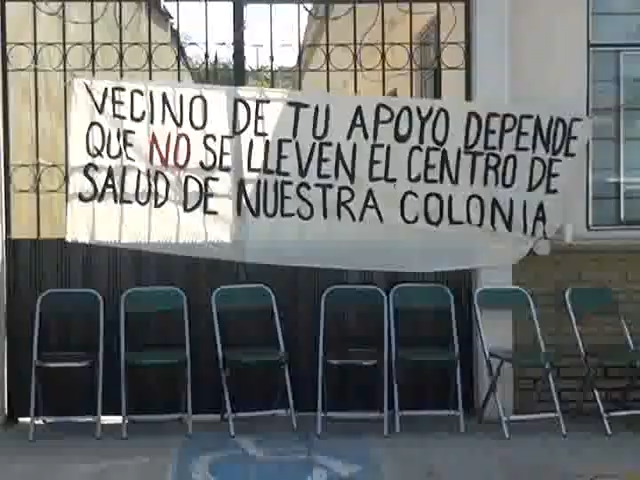 VECINO DE TU APOYO DEPENDE
QUE NO SE LLEVEN EL CENTRO DE
SALUD DE NUESTRA COLONIA